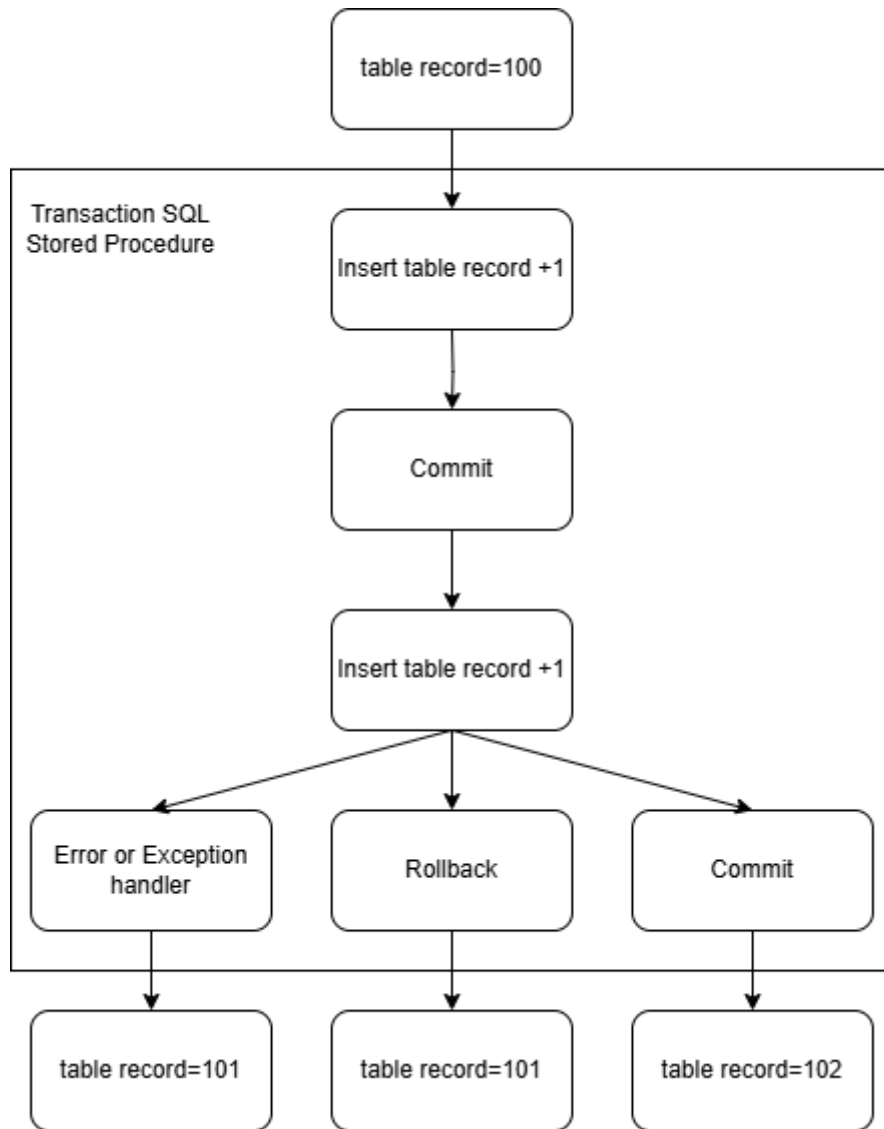 table record=100
Transaction SQL
Stored Procedure
Insert table record +1
Commit
Insert table record +1
Error or Exception
handler
Rollback
Commit
table record=101
table record=101
table record=102